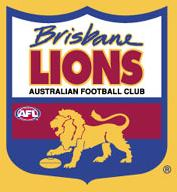 Brisbane
LIONS
AUSTRALIAN FOOTBALL CLUB
AFL
®